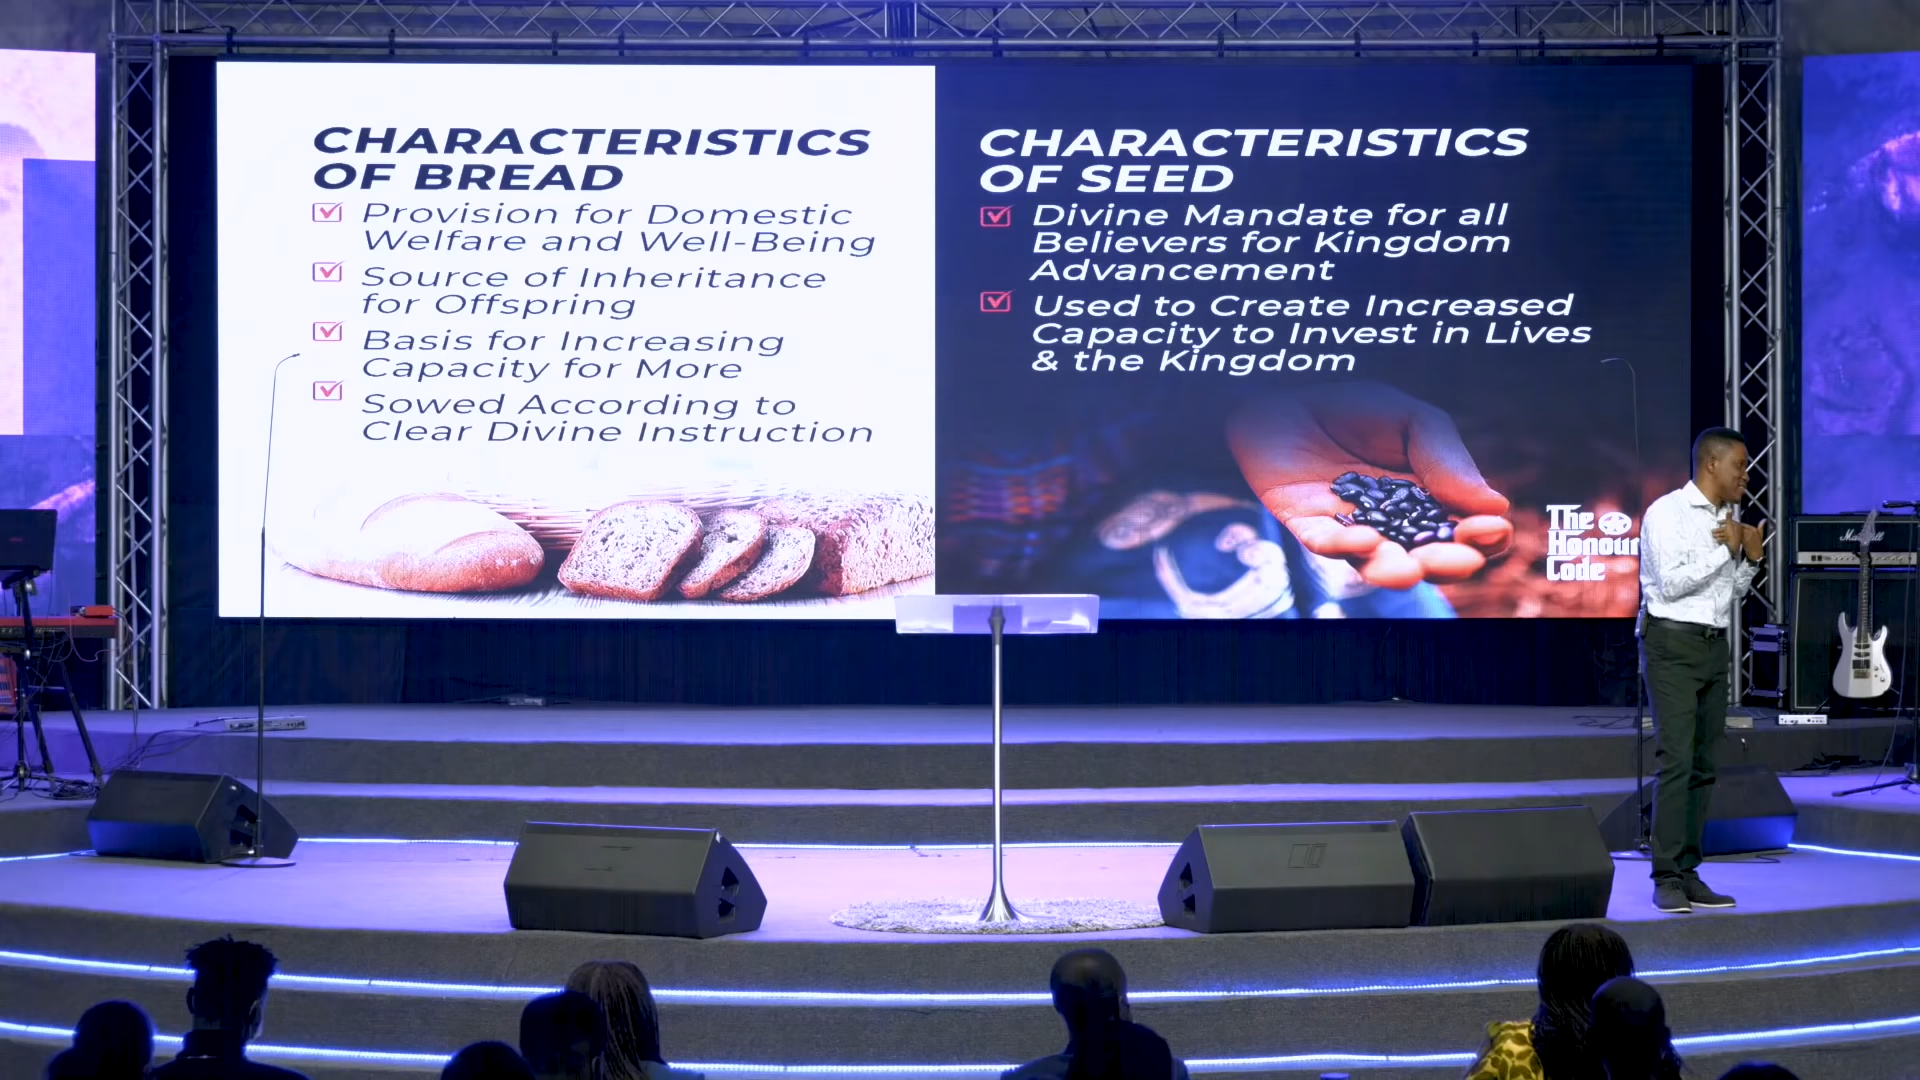 CHARACTERISTICS
OF BREAD
Provision for Domestic
Welfare and Well-Being
Source of Inheritance
for Offspring
Basis for Increasing
Capacity for More
Sowed According to
Clear Divine Instruction
CHARACTERISTICS
OF SEED
Divine Mandate for all
Believers for Kingdom
Advancement
Used to Create Increased
Capacity to Invest in Lives
& the Kingdom
The
Honour
Code
Marshall